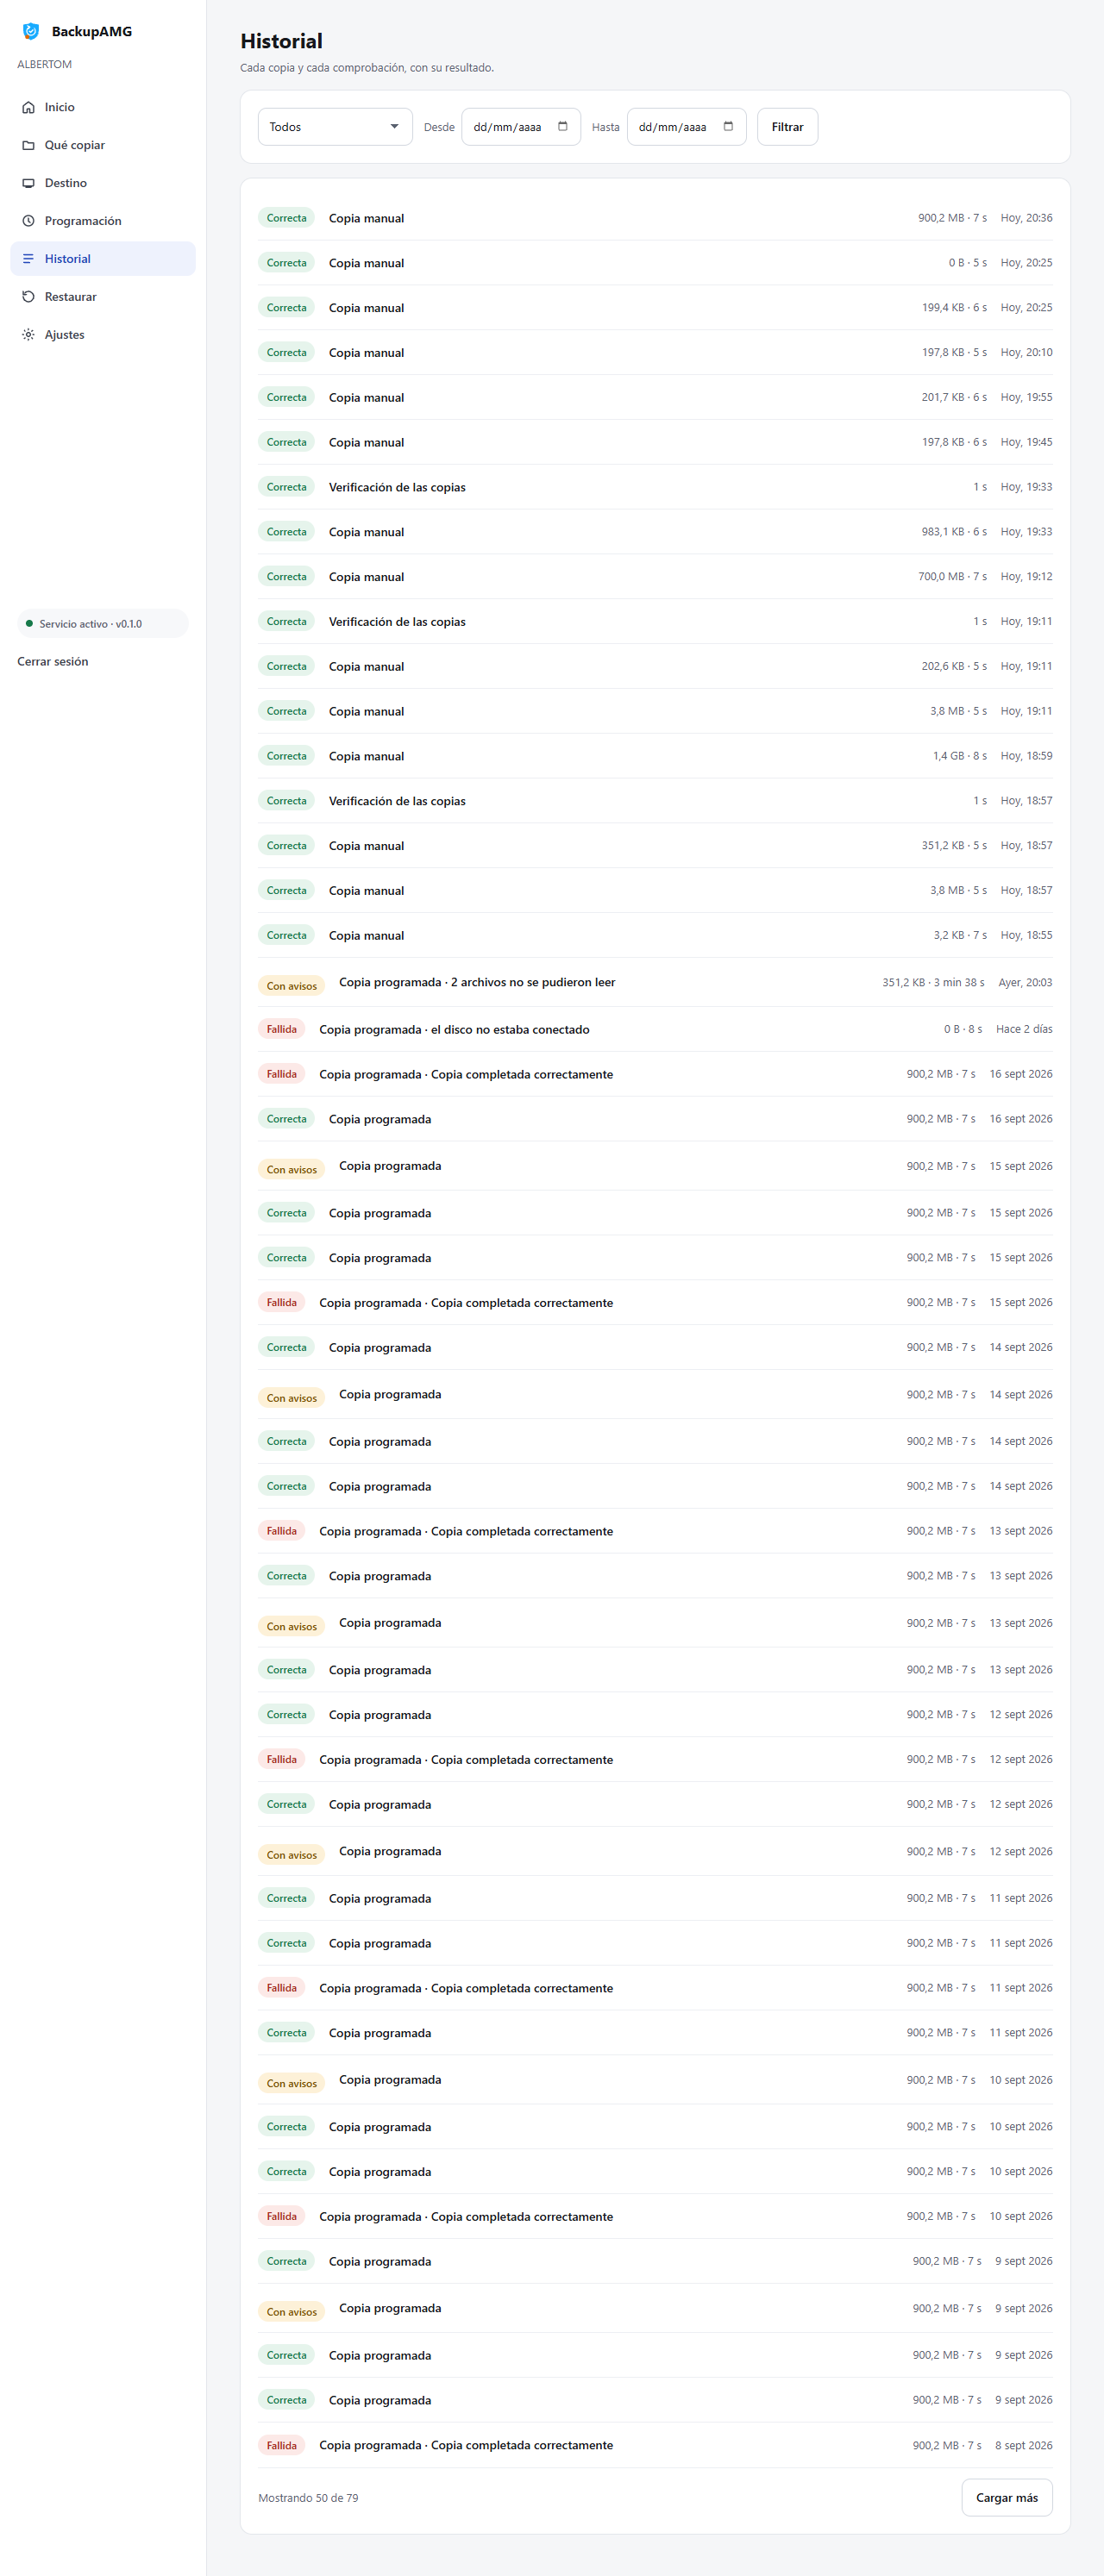 BackupAMG
ALBERTOM
Inicio
Qué copiar
Destino
Programación
Historial
Restaurar
Ajustes
Servicio activo · v0.1.0
Cerrar sesión
Historial
Cada copia y cada comprobación, con su resultado.
Todos Desde dd/mm/aaaa Hasta dd/mm/aaaa Filtrar
Correcta Copia manual 900,2 MB · 7 s Hoy, 20:36
Correcta Copia manual 0 B · 5 s Hoy, 20:25
Correcta Copia manual 199,4 KB · 6 s Hoy, 20:25
Correcta Copia manual 197,8 KB · 5 s Hoy, 20:10
Correcta Copia manual 201,7 KB · 6 s Hoy, 19:55
Correcta Copia manual 197,8 KB · 6 s Hoy, 19:45
Correcta Verificación de las copias 1 s Hoy, 19:33
Correcta Copia manual 983,1 KB · 6 s Hoy, 19:33
Correcta Copia manual 700,0 MB · 7 s Hoy, 19:12
Correcta Verificación de las copias 1 s Hoy, 19:11
Correcta Copia manual 202,6 KB · 5 s Hoy, 19:11
Correcta Copia manual 3,8 MB · 5 s Hoy, 19:11
Correcta Copia manual 1,4 GB · 8 s Hoy, 18:59
Correcta Verificación de las copias 1 s Hoy, 18:57
Correcta Copia manual 351,2 KB · 5 s Hoy, 18:57
Correcta Copia manual 3,8 MB · 5 s Hoy, 18:57
Correcta Copia manual 3,2 KB · 7 s Hoy, 18:55
Con avisos Copia programada · 2 archivos no se pudieron leer 351,2 KB · 3 min 38 s Ayer, 20:03
Fallida Copia programada · el disco no estaba conectado 0 B · 8 s Hace 2 días
Fallida Copia programada · Copia completada correctamente 900,2 MB · 7 s 16 sept 2026
Correcta Copia programada 900,2 MB · 7 s 16 sept 2026
Con avisos Copia programada 900,2 MB · 7 s 15 sept 2026
Correcta Copia programada 900,2 MB · 7 s 15 sept 2026
Correcta Copia programada 900,2 MB · 7 s 15 sept 2026
Fallida Copia programada · Copia completada correctamente 900,2 MB · 7 s 15 sept 2026
Correcta Copia programada 900,2 MB · 7 s 14 sept 2026
Con avisos Copia programada 900,2 MB · 7 s 14 sept 2026
Correcta Copia programada 900,2 MB · 7 s 14 sept 2026
Correcta Copia programada 900,2 MB · 7 s 14 sept 2026
Fallida Copia programada · Copia completada correctamente 900,2 MB · 7 s 13 sept 2026
Correcta Copia programada 900,2 MB · 7 s 13 sept 2026
Con avisos Copia programada 900,2 MB · 7 s 13 sept 2026
Correcta Copia programada 900,2 MB · 7 s 13 sept 2026
Correcta Copia programada 900,2 MB · 7 s 12 sept 2026
Fallida Copia programada · Copia completada correctamente 900,2 MB · 7 s 12 sept 2026
Correcta Copia programada 900,2 MB · 7 s 12 sept 2026
Con avisos Copia programada 900,2 MB · 7 s 12 sept 2026
Correcta Copia programada 900,2 MB · 7 s 11 sept 2026
Correcta Copia programada 900,2 MB · 7 s 11 sept 2026
Fallida Copia programada · Copia completada correctamente 900,2 MB · 7 s 11 sept 2026
Correcta Copia programada 900,2 MB · 7 s 11 sept 2026
Con avisos Copia programada 900,2 MB · 7 s 10 sept 2026
Correcta Copia programada 900,2 MB · 7 s 10 sept 2026
Correcta Copia programada 900,2 MB · 7 s 10 sept 2026
Fallida Copia programada · Copia completada correctamente 900,2 MB · 7 s 10 sept 2026
Correcta Copia programada 900,2 MB · 7 s 9 sept 2026
Con avisos Copia programada 900,2 MB · 7 s 9 sept 2026
Correcta Copia programada 900,2 MB · 7 s 9 sept 2026
Correcta Copia programada 900,2 MB · 7 s 9 sept 2026
Fallida Copia programada · Copia completada correctamente 900,2 MB · 7 s 8 sept 2026
Mostrando 50 de 79 Cargar más